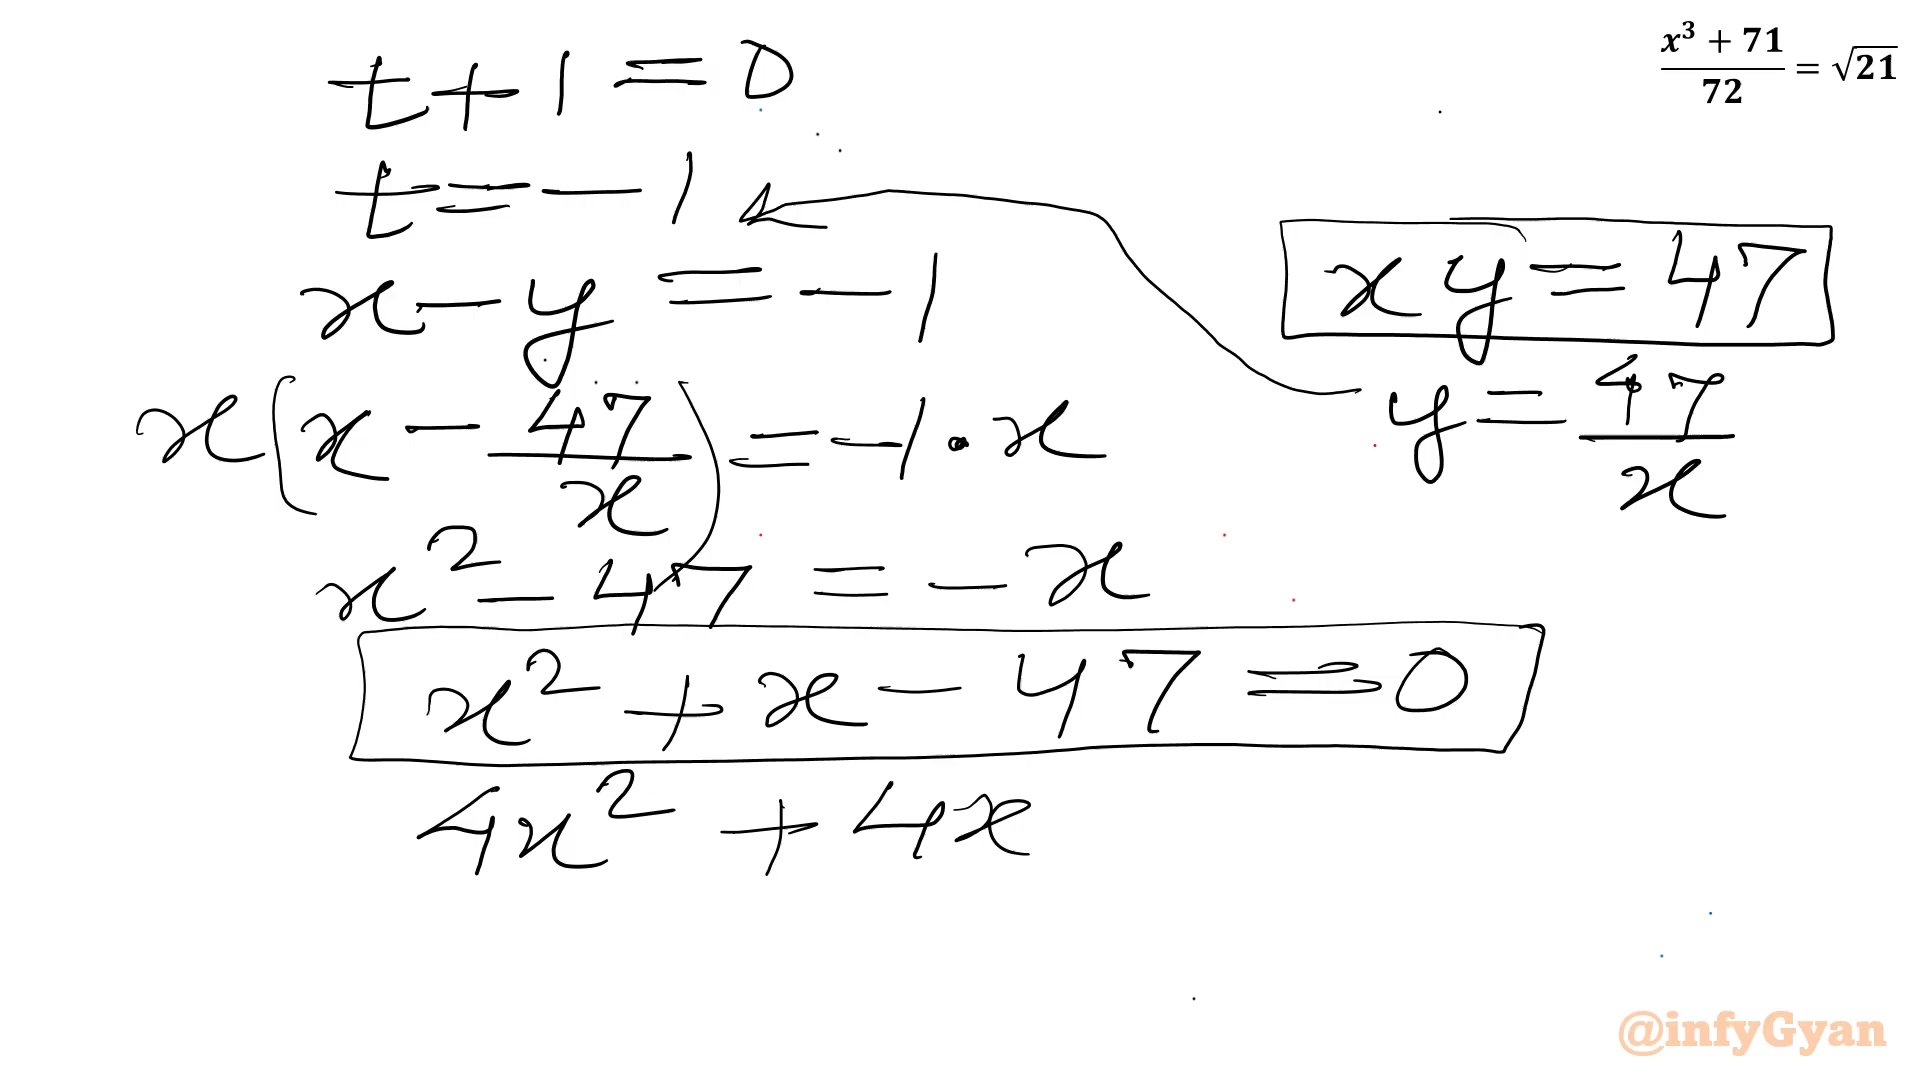 t + 1 = 0
x³ + 71 / 72 = √21
t = -1
x - y = -1
xy = 47
x(x - 47/x) = -1 · x
y = 47/x
x² - 47 = -x
x² + x - 47 = 0
4x² + 4x
@infyGyan